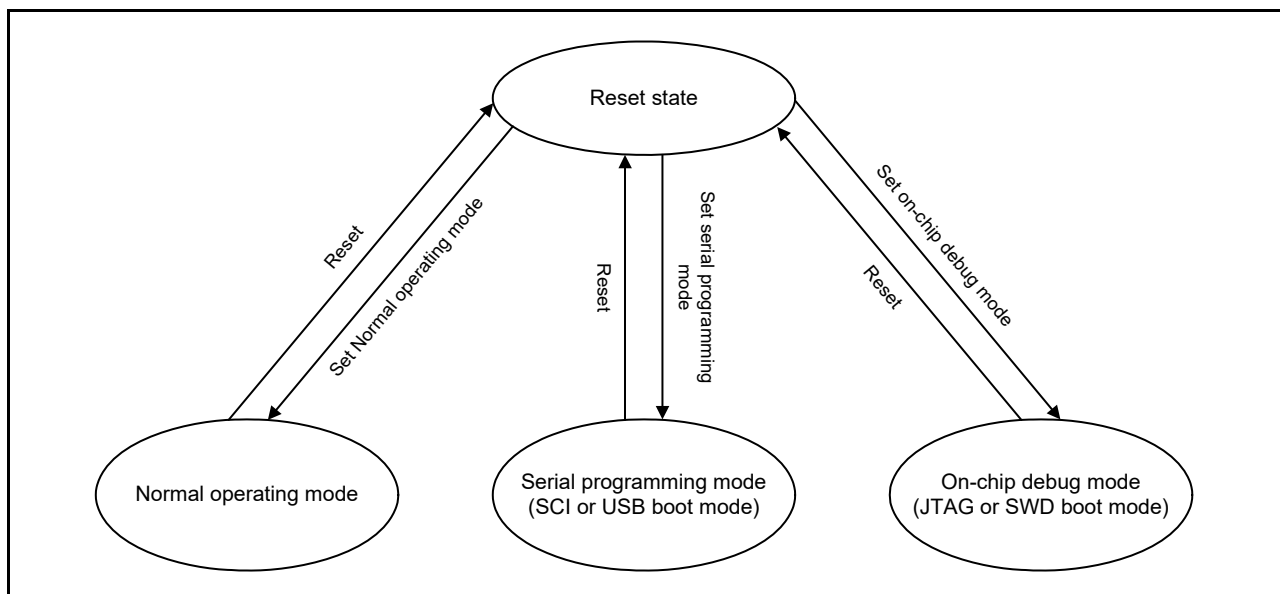 Reset state
Reset
Set Normal operating mode
Reset
Set serial programming
mode
Set on-chip debug mode
Reset
Normal operating mode
Serial programming mode
(SCI or USB boot mode)
On-chip debug mode
(JTAG or SWD boot mode)